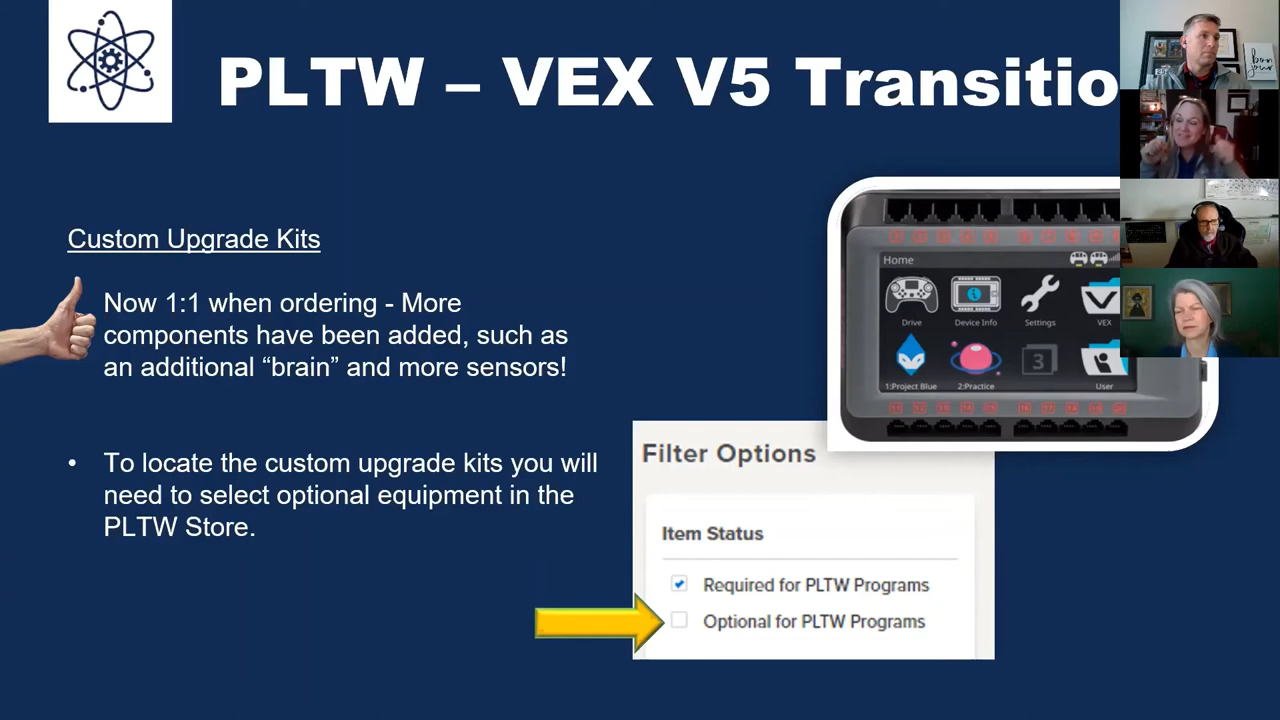 PLTW – VEX V5 Transitio
Custom Upgrade Kits
Now 1:1 when ordering - More
components have been added, such as
an additional “brain” and more sensors!
• To locate the custom upgrade kits you will
need to select optional equipment in the
PLTW Store.
Home
Drive
Device Info
Settings
VEX
3
1:Project Blue
2:Practice
User
Filter Options
Item Status
Required for PLTW Programs
Optional for PLTW Programs
bon
jour